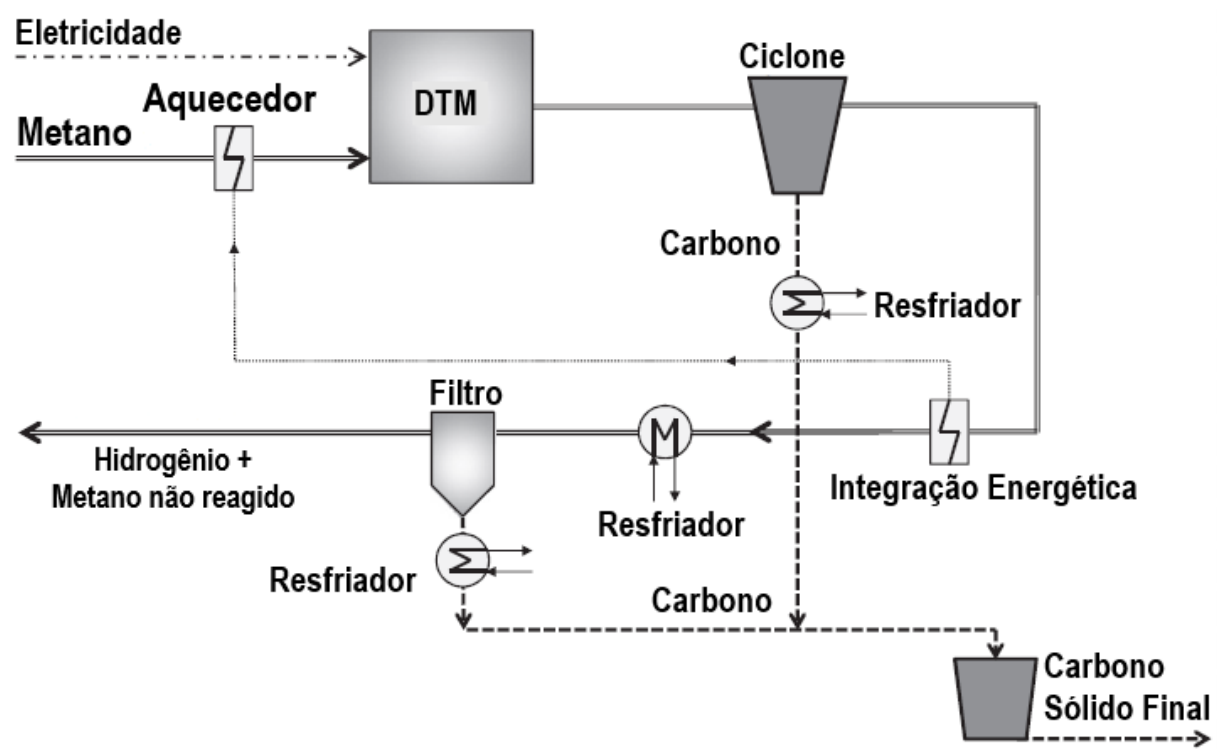 Eletricidade
Aquecedor
Metano
DTM
Ciclone
Carbono
Resfriador
Filtro
Hidrogênio +
Metano não reagido
Resfriador
Integração Energética
Resfriador
Carbono
Carbono
Sólido Final